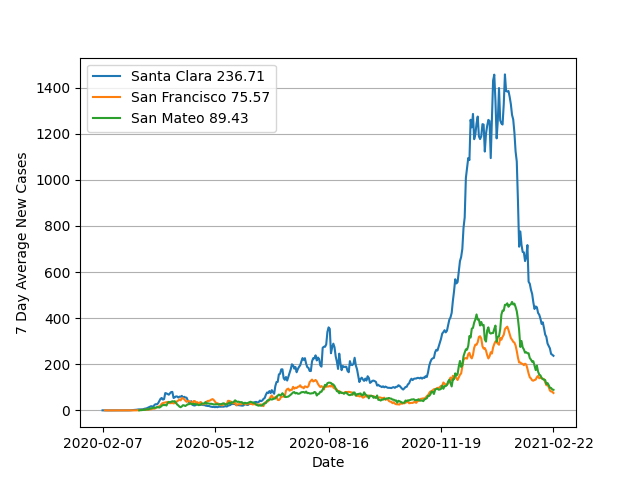 Santa Clara 236.71
San Francisco 75.57
San Mateo 89.43
7 Day Average New Cases
1400
1200
1000
800
600
400
200
0
2020-02-07 2020-05-12 2020-08-16 2020-11-19 2021-02-22
Date